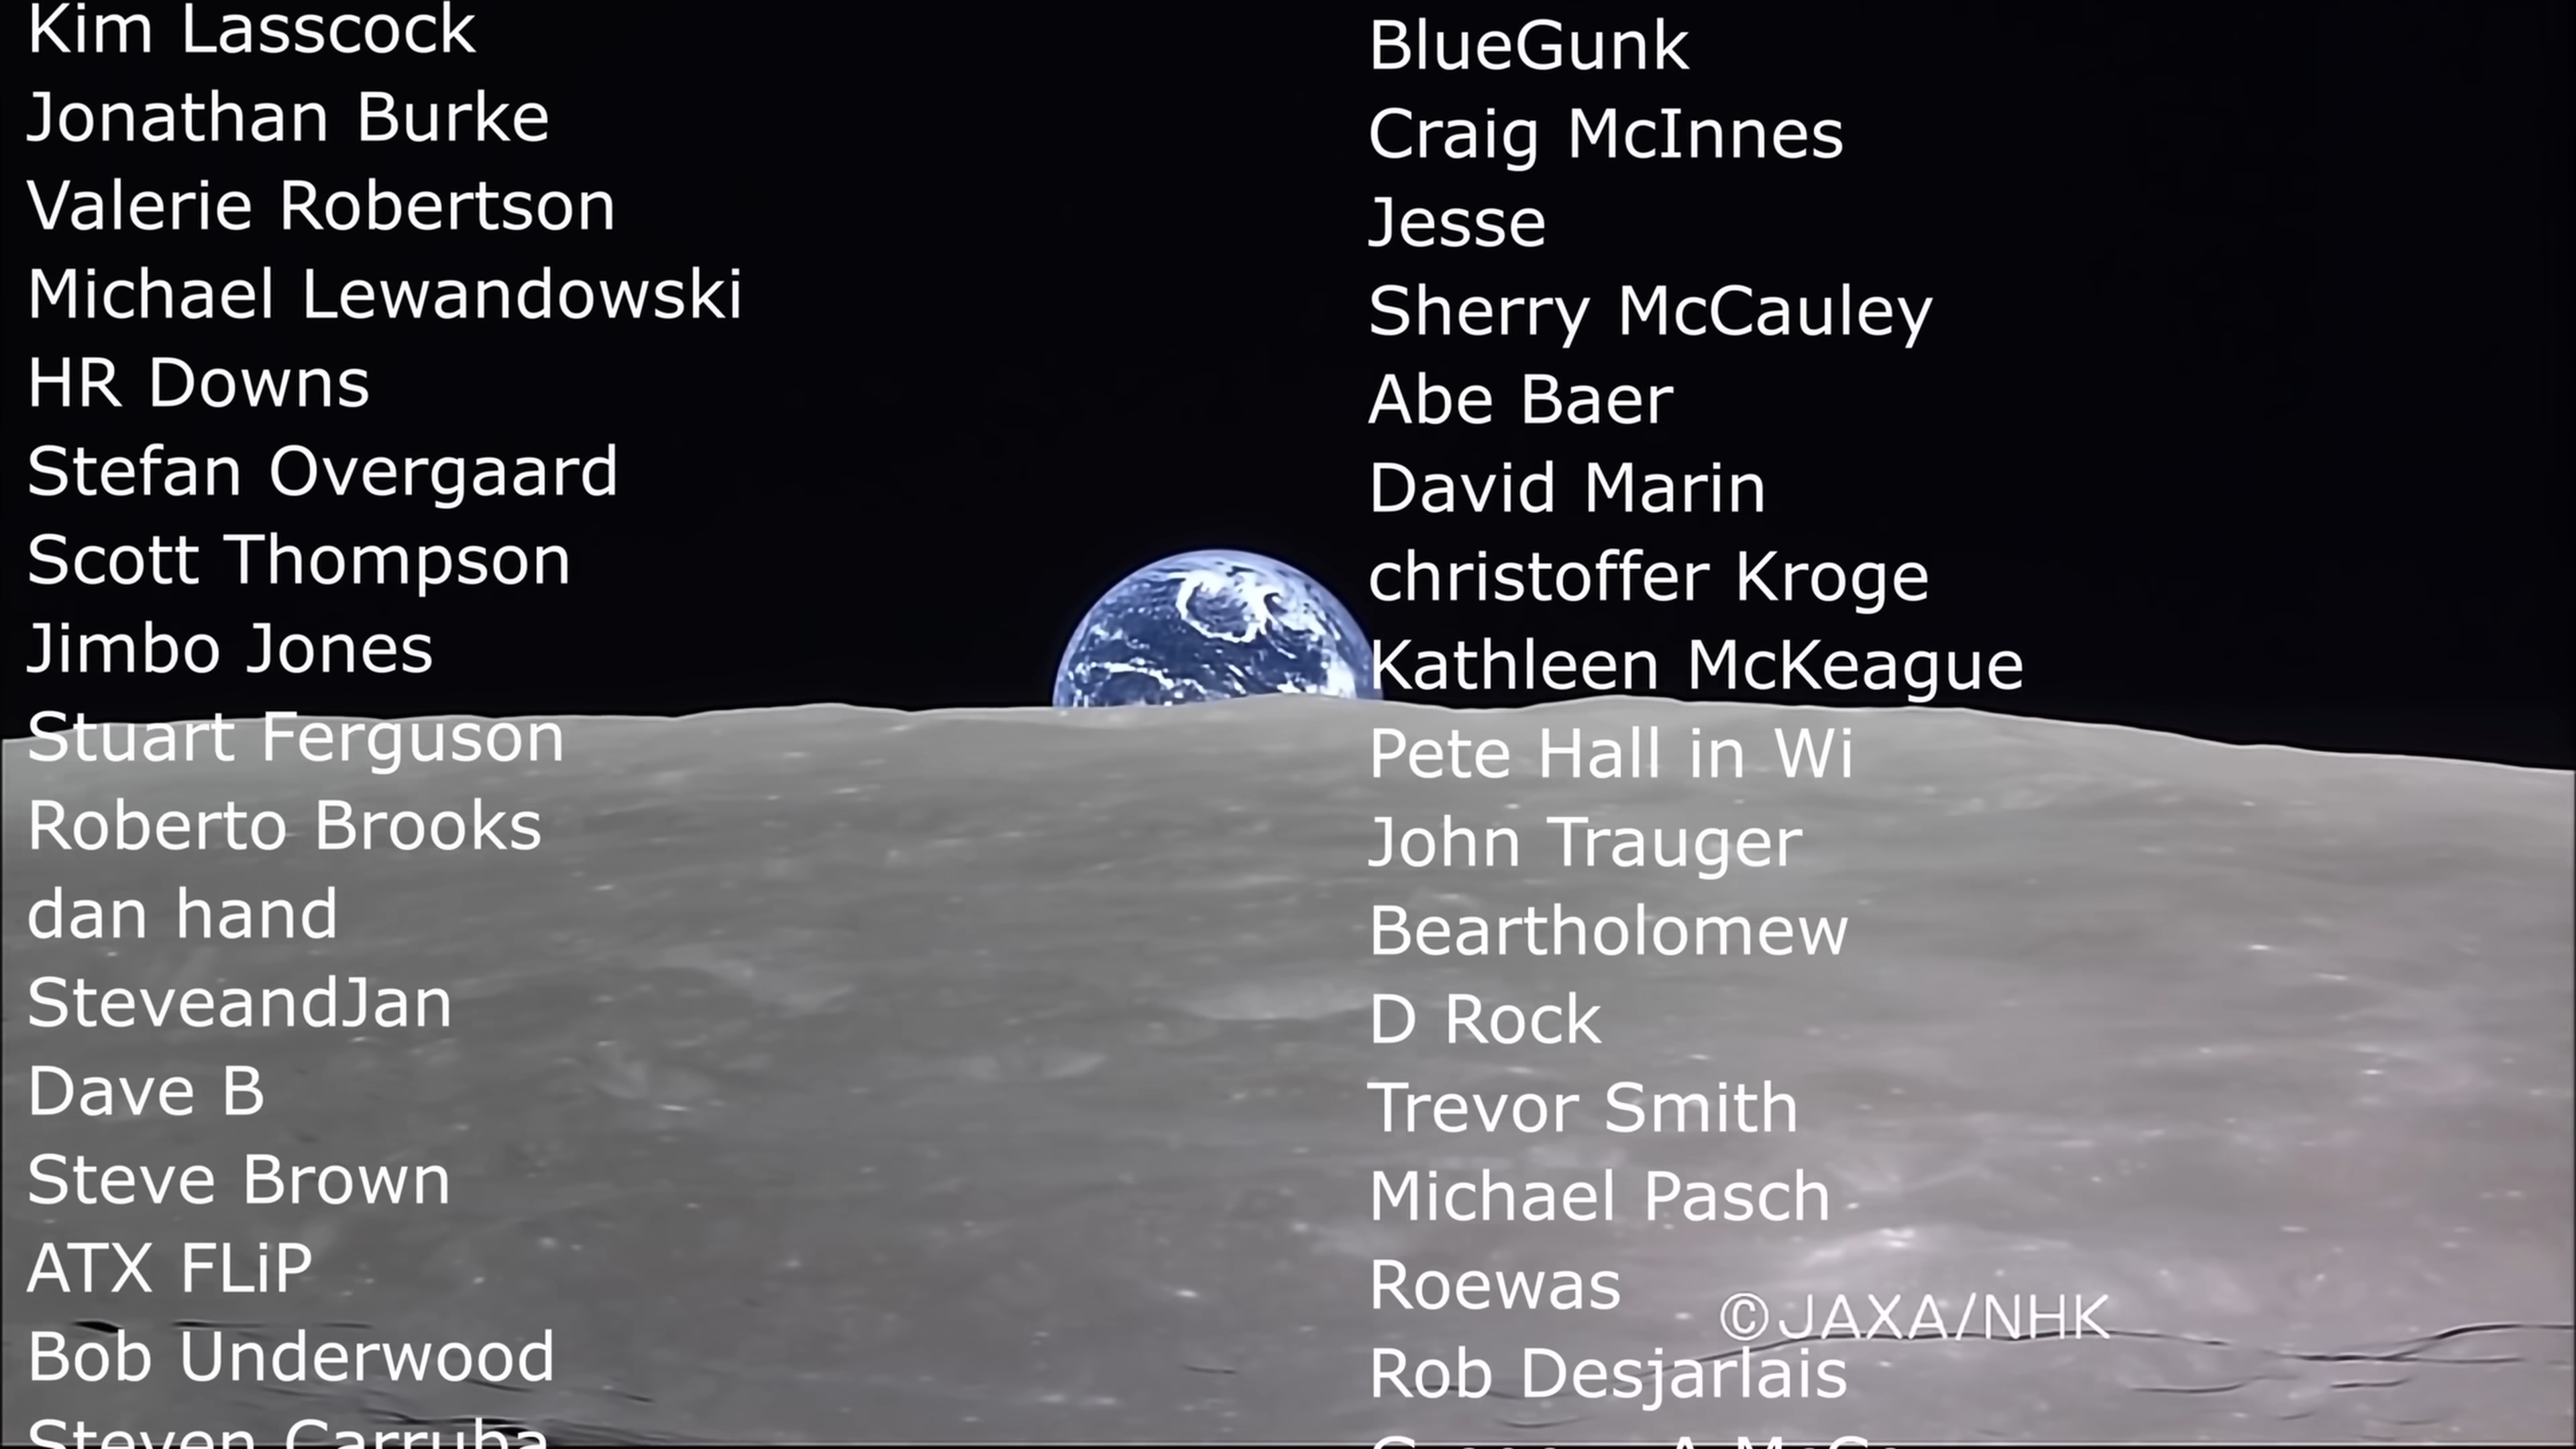 Kim Lasscock
Jonathan Burke
Valerie Robertson
Michael Lewandowski
HR Downs
Stefan Overgaard
Scott Thompson
Jimbo Jones
Stuart Ferguson
Roberto Brooks
dan hand
SteveandJan
Dave B
Steve Brown
ATX FLiP
Bob Underwood
Steven Carruba
BlueGunk
Craig McInnes
Jesse
Sherry McCauley
Abe Baer
David Marin
christoffer Kroge
Kathleen McKeague
Pete Hall in Wi
John Trauger
Beartholomew
D Rock
Trevor Smith
Michael Pasch
Roewas
©JAXA/NHK
Rob Desjarlais